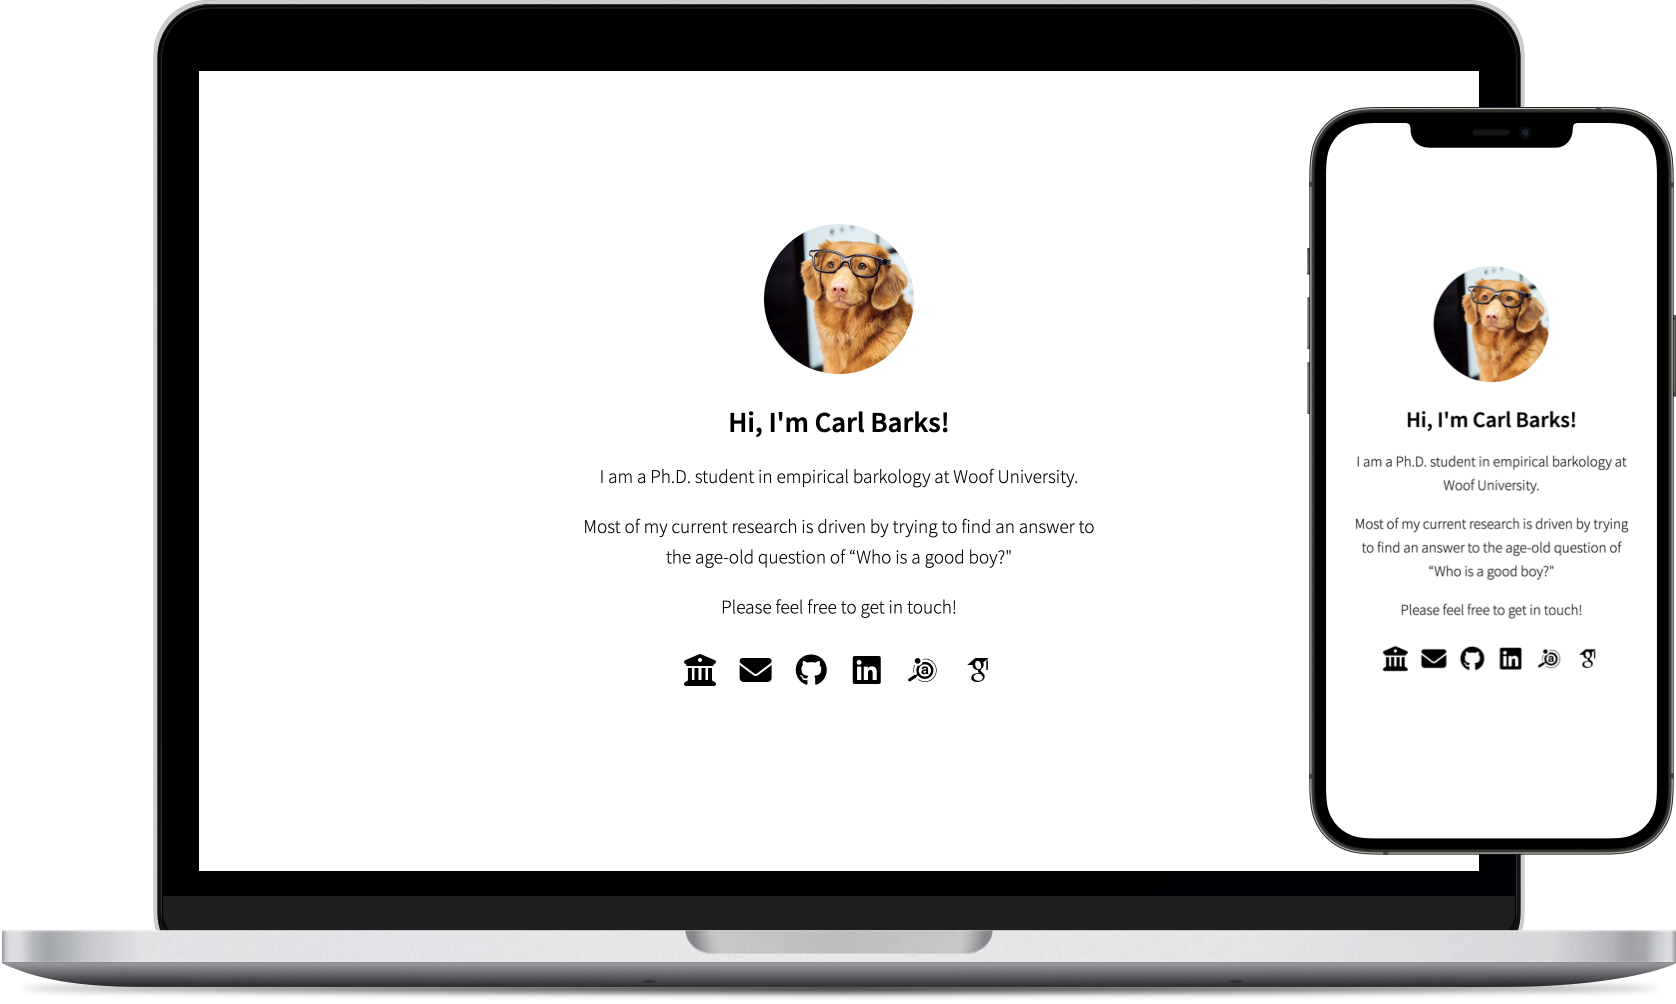 Hi, I'm Carl Barks!
I am a Ph.D. student in empirical barkology at Woof University.
Most of my current research is driven by trying to find an answer to
the age-old question of “Who is a good boy?"
Please feel free to get in touch!
in
a
g
Hi, I'm Carl Barks!
I am a Ph.D. student in empirical barkology at
Woof University.
Most of my current research is driven by trying
to find an answer to the age-old question of
“Who is a good boy?"
Please feel free to get in touch!
in
a
g